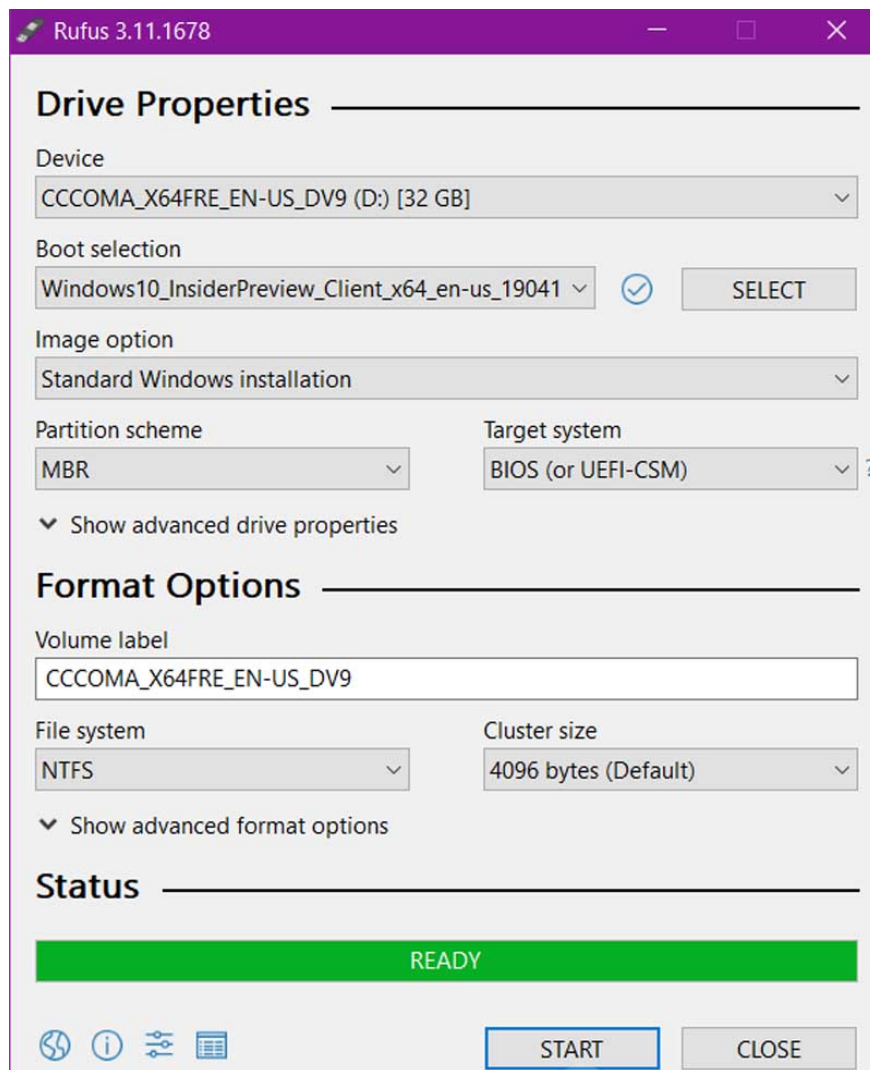 Rufus 3.11.1678
Drive Properties
Device
CCCOMA_X64FRE_EN-US_DV9 (D:) [32 GB]
Boot selection
Windows10_InsiderPreview_Client_x64_en-us_19041
SELECT
Image option
Standard Windows installation
Partition scheme
Target system
MBR
BIOS (or UEFI-CSM)
?
Show advanced drive properties
Format Options
Volume label
CCCOMA_X64FRE_EN-US_DV9
File system
Cluster size
NTFS
4096 bytes (Default)
Show advanced format options
Status
READY
START
CLOSE